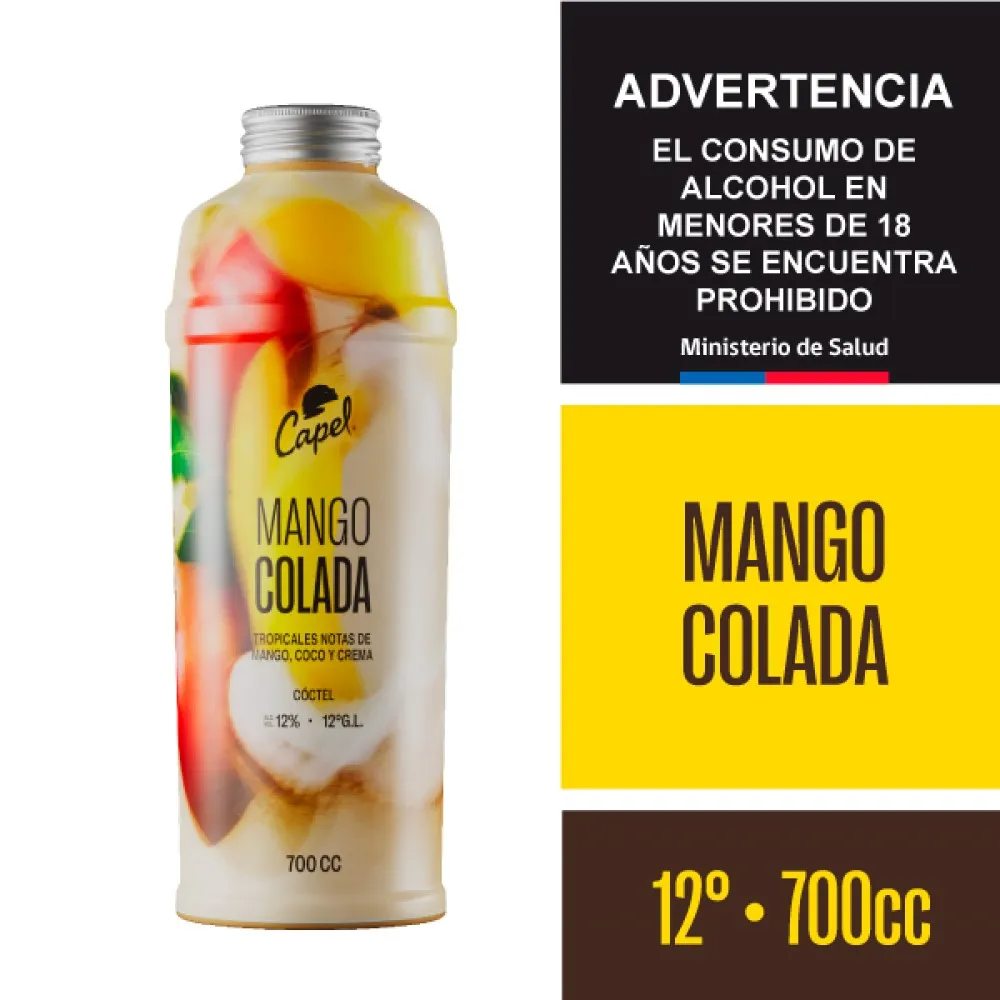 Capel
MANGO
COLADA
TROPICALES NOTAS DE
MANGO, COCO Y CREMA
CÓCTEL
12% • 12°G.L.
700 CC
ADVERTENCIA
EL CONSUMO DE
ALCOHOL EN
MENORES DE 18
AÑOS SE ENCUENTRA
PROHIBIDO
Ministerio de Salud
MANGO
COLADA
12° • 700cc